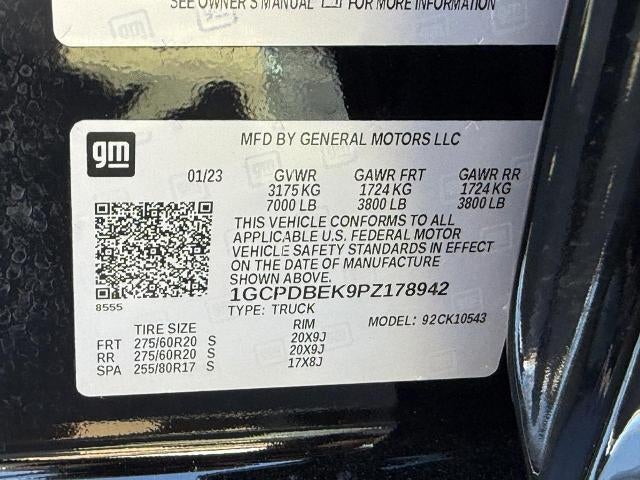 SEE OWNER'S MANUAL FOR MORE INFORMATION
gm
MFD BY GENERAL MOTORS LLC
01/23 GVWR GAWR FRT GAWR RR
3175 KG 1724 KG 1724 KG
7000 LB 3800 LB 3800 LB
THIS VEHICLE CONFORMS TO ALL
APPLICABLE U.S. FEDERAL MOTOR
VEHICLE SAFETY STANDARDS IN EFFECT
ON THE DATE OF MANUFACTURE
SHOWN ABOVE.
1GCPDBEK9PZ178942
8555 TYPE: TRUCK MODEL: 92CK10543
TIRE SIZE RIM
FRT 275/60R20 S 20X9J
RR 275/60R20 S 20X9J
SPA 255/80R17 S 17X8J